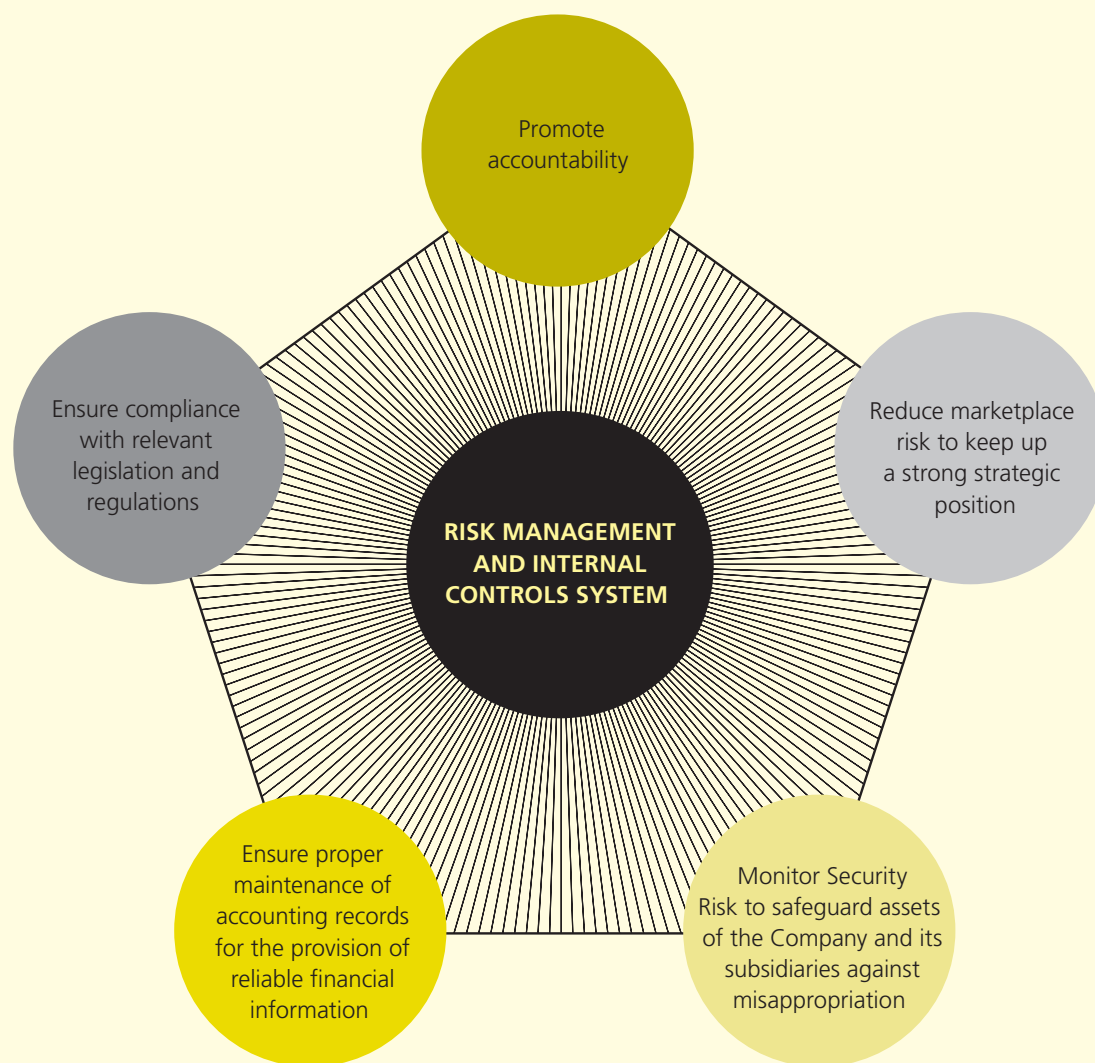 Promote
accountability
Ensure compliance
with relevant
legislation and
regulations
Reduce marketplace
risk to keep up
a strong strategic
position
RISK MANAGEMENT
AND INTERNAL
CONTROLS SYSTEM
Ensure proper
maintenance of
accounting records
for the provision of
reliable financial
information
Monitor Security
Risk to safeguard assets
of the Company and its
subsidiaries against
misappropriation